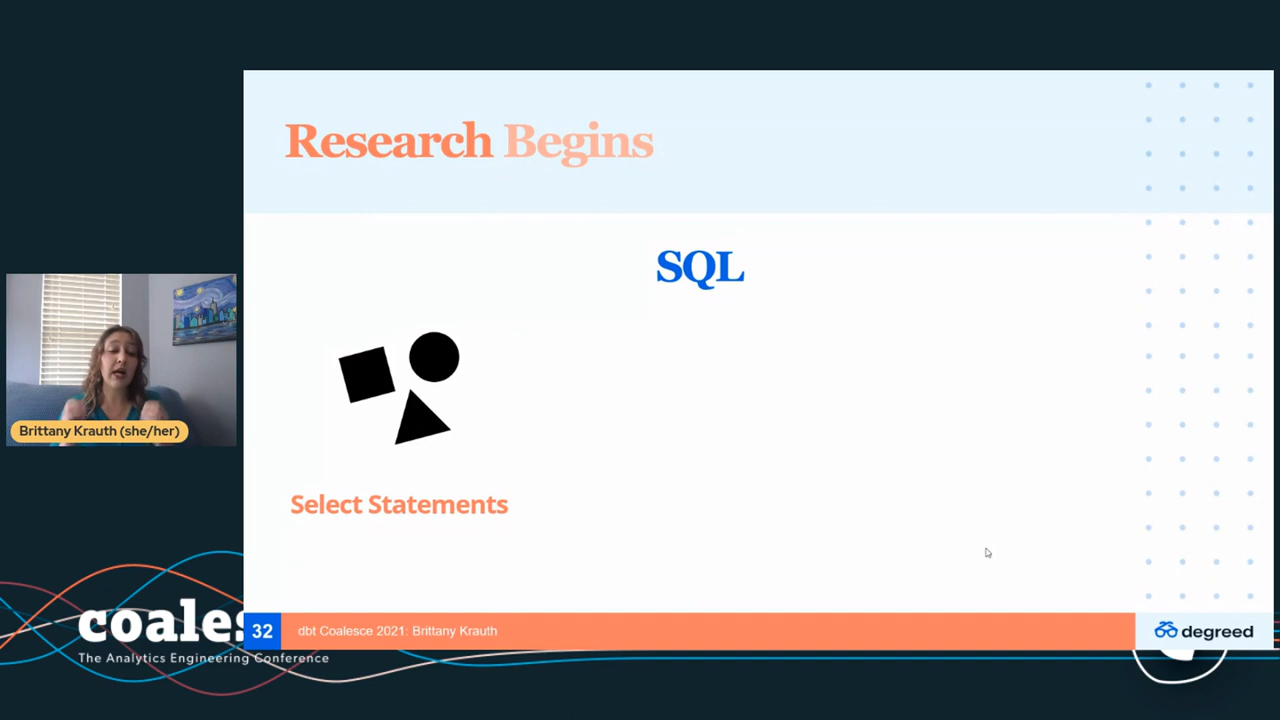 Research Begins
SQL
Select Statements
Brittany Krauth (she/her)
32
dbt Coalesce 2021: Brittany Krauth
degreed
coales
The Analytics Engineering Conference